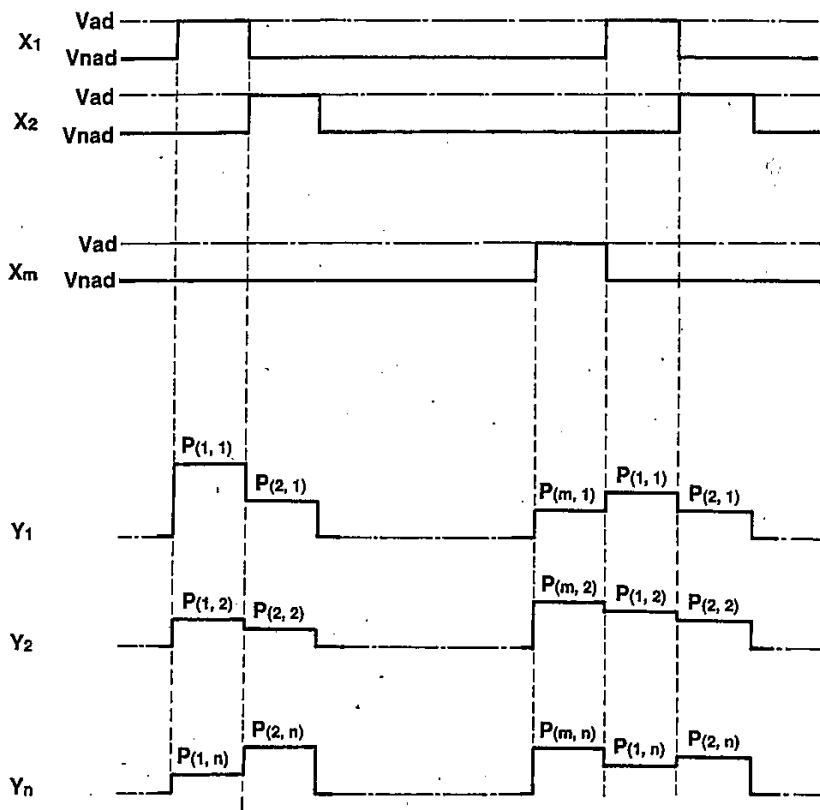 Vad
X1
Vnad
Vad
X2
Vnad
Vad
Xm
Vnad
P(1, 1)
P(2, 1)
P(m, 1)
P(1, 1)
P(2, 1)
Y1
P(1, 2)
P(2, 2)
P(m, 2)
P(1, 2)
P(2, 2)
Y2
P(1, n)
P(2, n)
P(m, n)
P(1, n)
P(2, n)
Yn